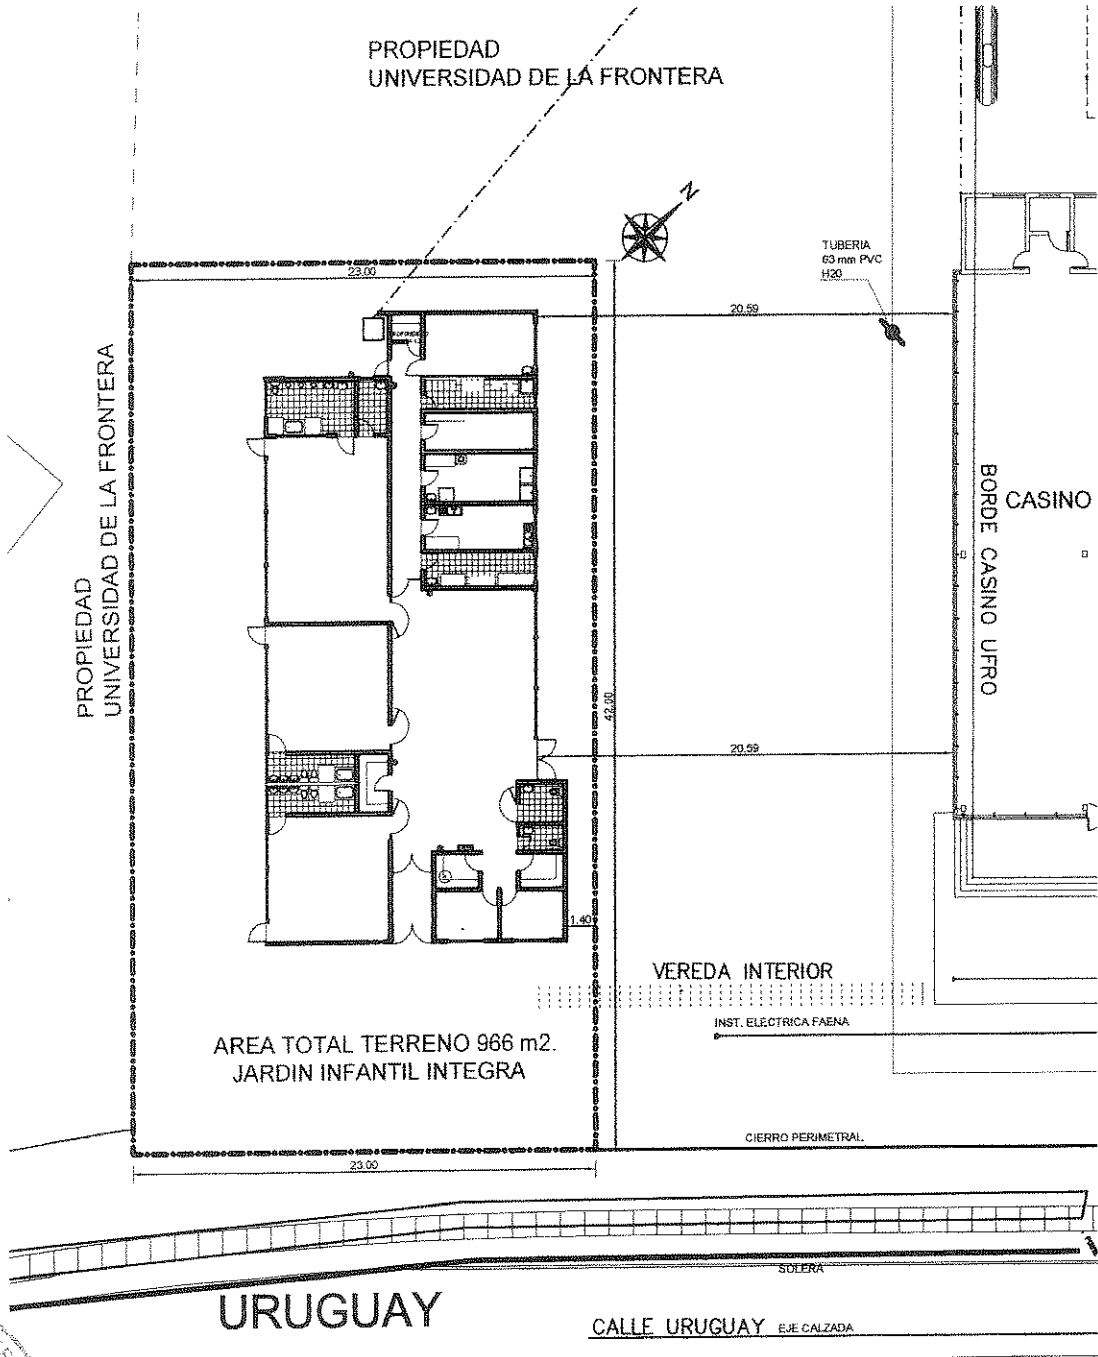 PROPIEDAD
UNIVERSIDAD DE LA FRONTERA
N
TUBERIA
63 mm PVC
H20
23.00
20.59
PROPIEDAD
UNIVERSIDAD DE LA FRONTERA
BORDE CASINO UFRO
CASINO
42.00
20.59
1.40
VEREDA INTERIOR
INST. ELECTRICA FAENA
AREA TOTAL TERRENO 966 m2.
JARDIN INFANTIL INTEGRA
CIERRO PERIMETRAL
23.00
SOLERA
URUGUAY
CALLE URUGUAY EJE CALZADA